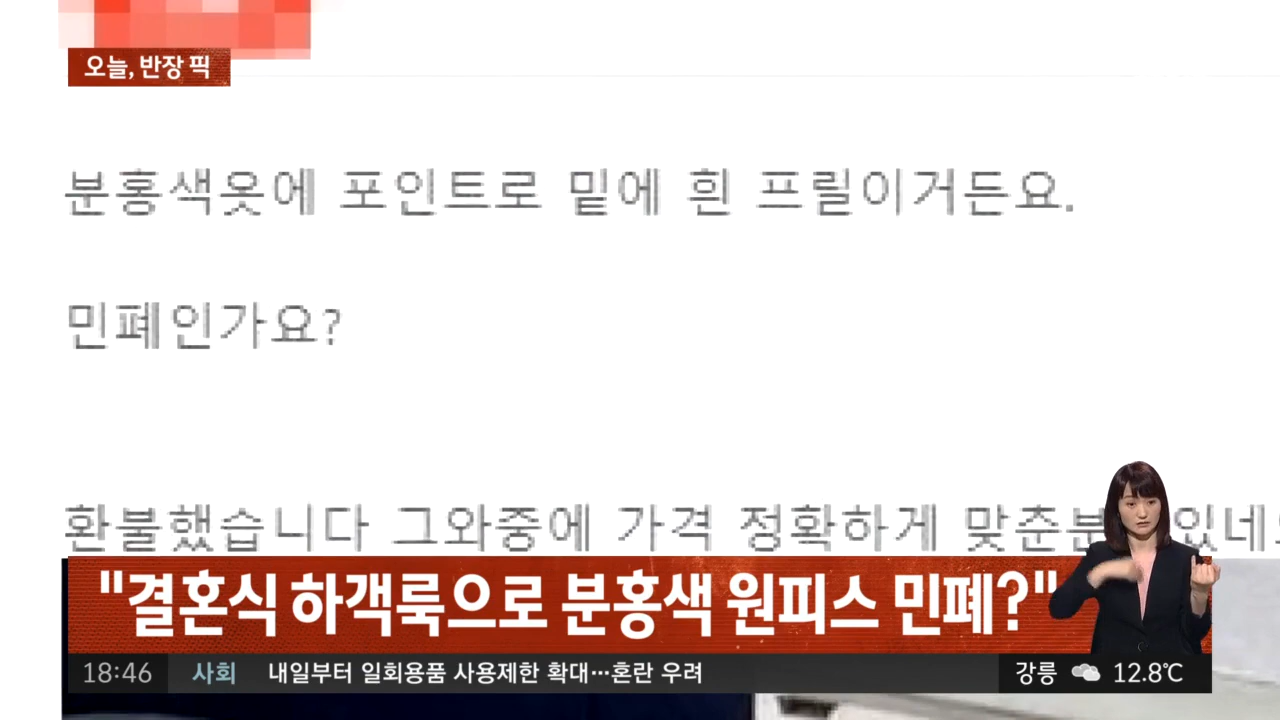 오늘, 반장 픽
분홍색옷에 포인트로 밑에 흰 프릴이거든요.
민폐인가요?
환불했습니다 그와중에 가격 정확하게 맞춘분 있네
"결혼식 하객룩으로 분홍색 원피스 민폐?"
18:46 사회 내일부터 일회용품 사용제한 확대…혼란 우려 강릉 12.8℃